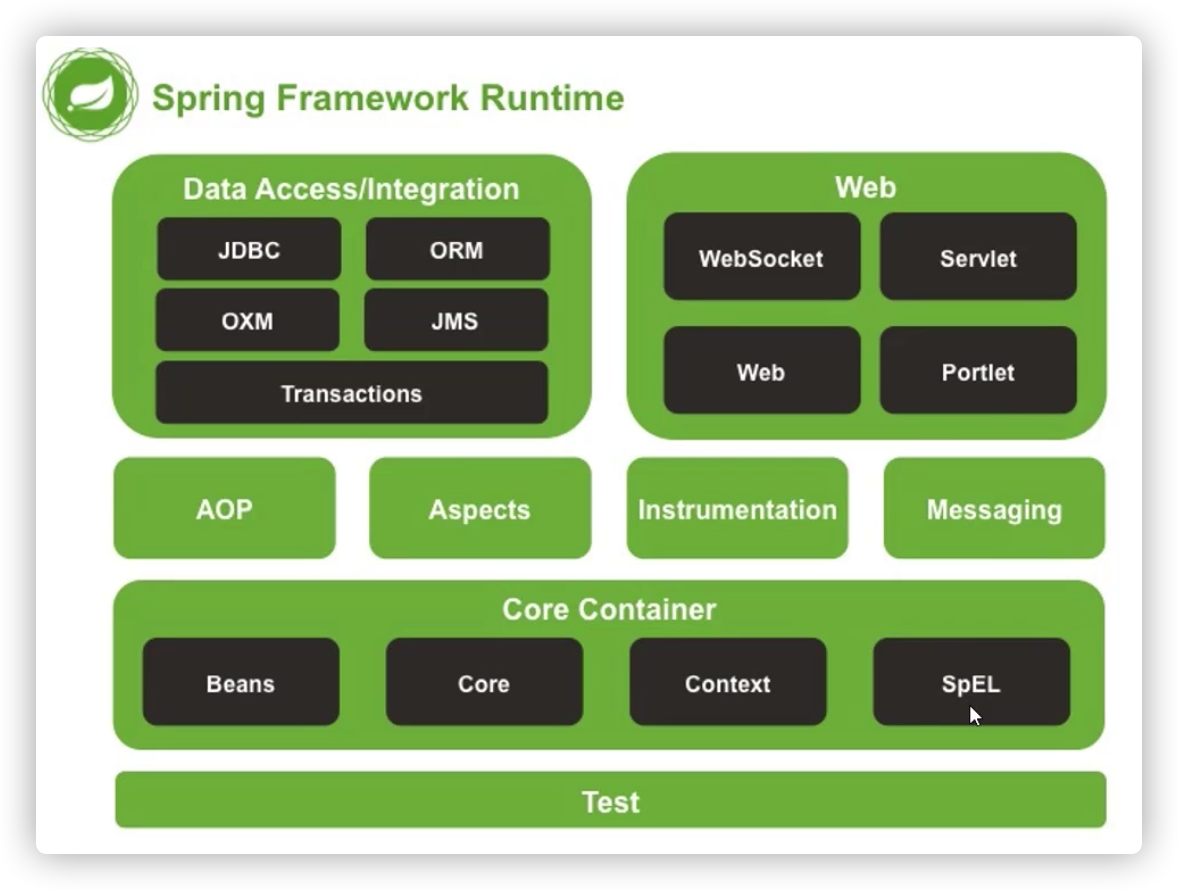 Spring Framework Runtime
Data Access/Integration
JDBC
ORM
OXM
JMS
Transactions
Web
WebSocket
Servlet
Web
Portlet
AOP
Aspects
Instrumentation
Messaging
Core Container
Beans
Core
Context
SpEL
Test